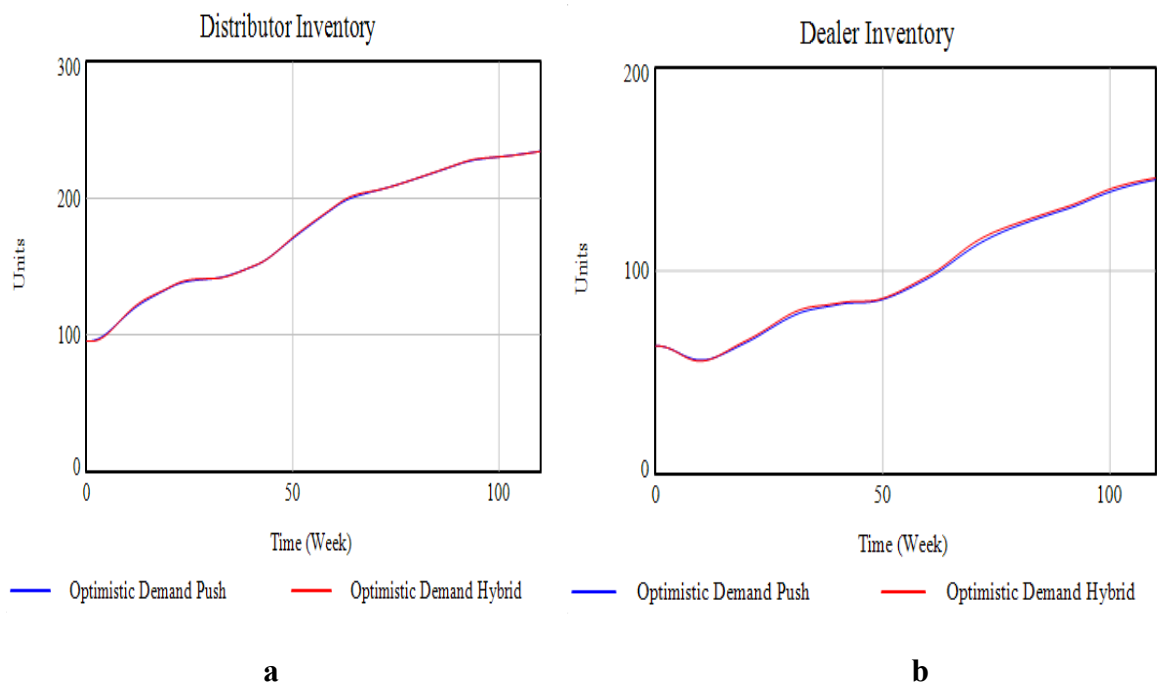 Distributor Inventory
300
200
100
0
Units
0 50 100
Time (Week)
Optimistic Demand Push Optimistic Demand Hybrid
a
Dealer Inventory
200
100
0
Units
0 50 100
Time (Week)
Optimistic Demand Push Optimistic Demand Hybrid
b